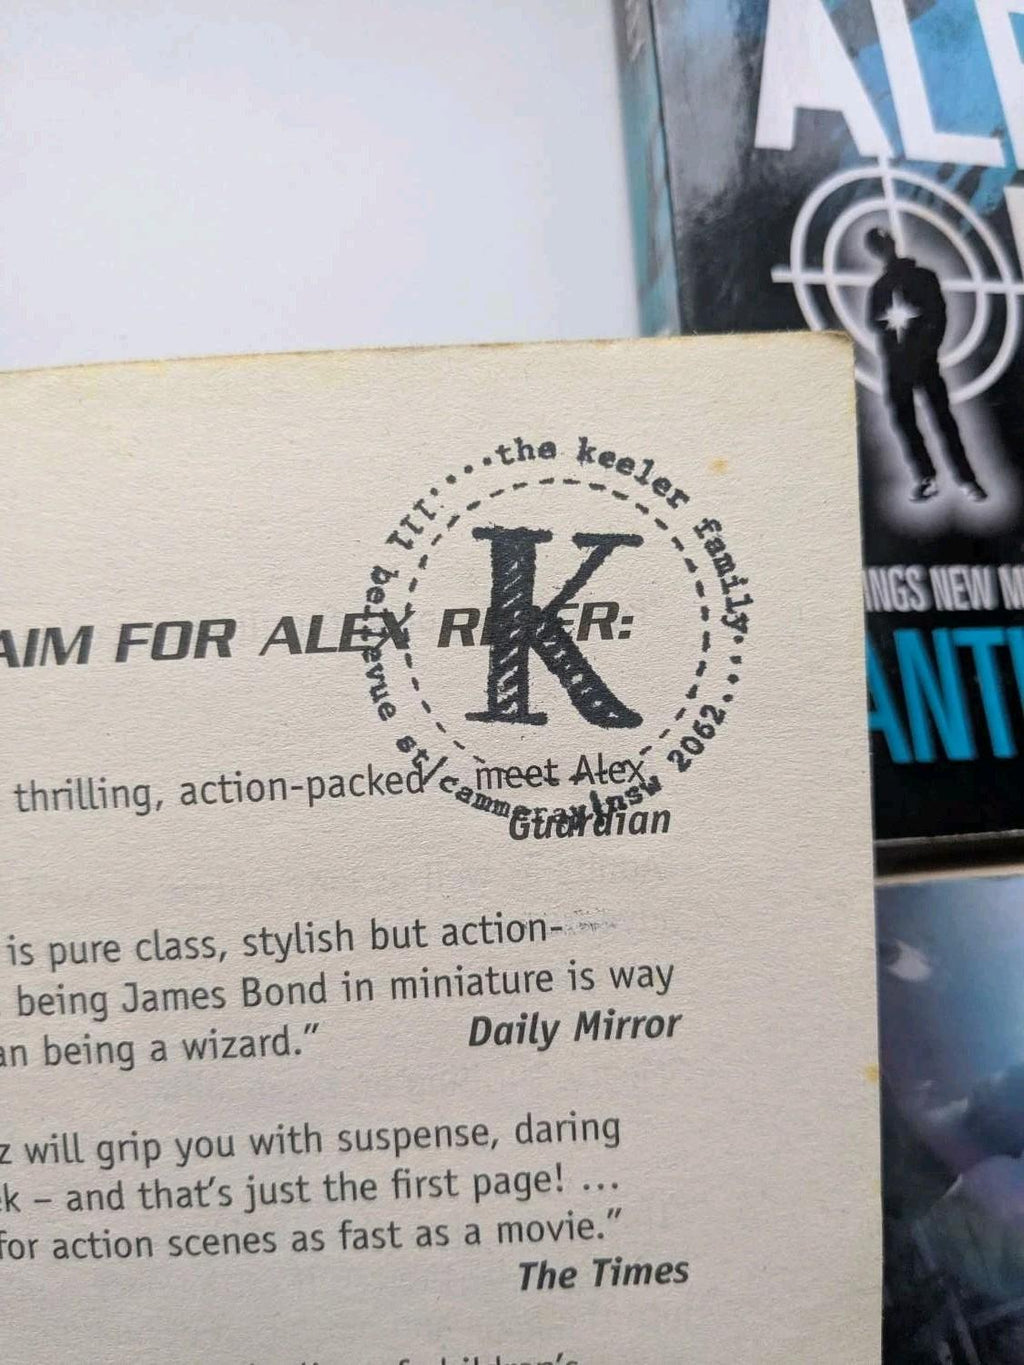 ALE
INGS NEW M
ANT
the keeler family.... 111 bellevue st/cammeray/nsw 2062....
K
AIM FOR ALEX RIDER:
thrilling, action-packed meet Alex
Guardian
is pure class, stylish but action-
being James Bond in miniature is way
an being a wizard.”
Daily Mirror
z will grip you with suspense, daring
ek – and that’s just the first page! ...
for action scenes as fast as a movie.”
The Times